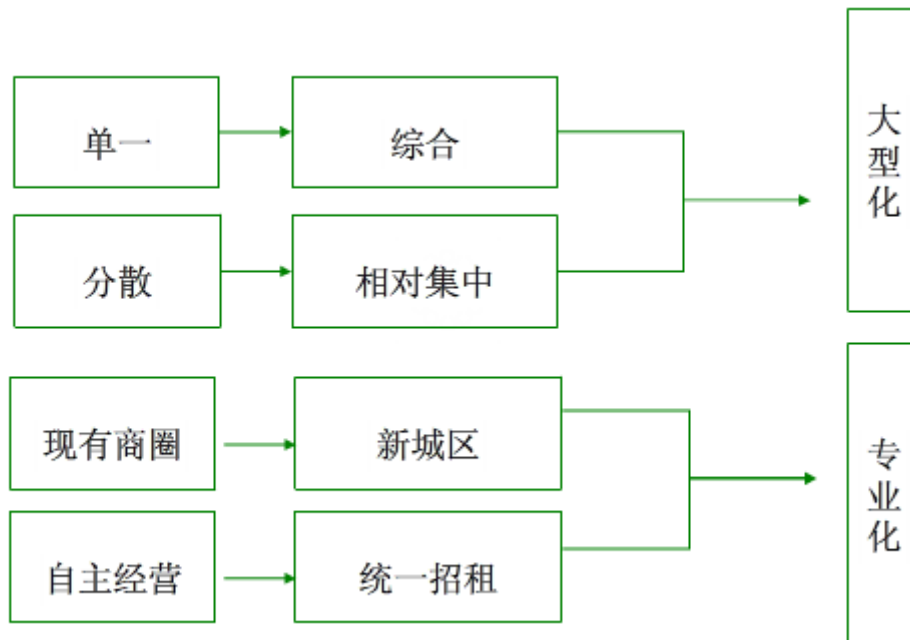 单一
综合
分散
相对集中
大型化
现有商圈
新城区
自主经营
统一招租
专业化